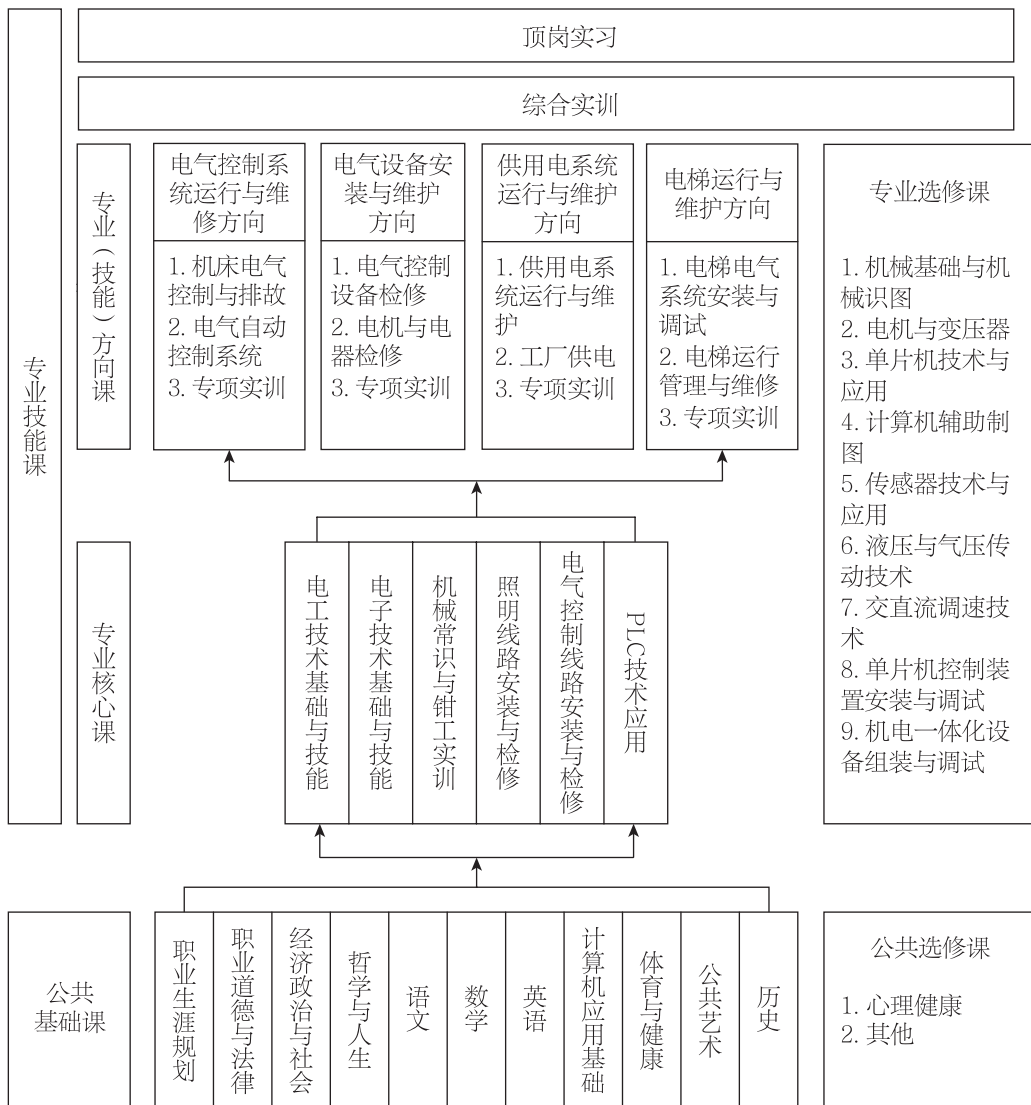 顶岗实习
综合实训
专业技能课
专业（技能）方向课
电气控制系
统运行与维
修方向
1. 机床电气
控制与排故
2. 电气自动
控制系统
3. 专项实训
电气设备安
装与维护
方向
1. 电气控制
设备检修
2. 电机与电
器检修
3. 专项实训
供用电系统
运行与维护
方向
1. 供用电系
统运行与维
护
2. 工厂供电
3. 专项实训
电梯运行与
维护方向
1. 电梯电气
系统安装与
调试
2. 电梯运行
管理与维修
3. 专项实训
专业选修课
1. 机械基础与机
械识图
2. 电机与变压器
3. 单片机技术与
应用
4. 计算机辅助制
图
5. 传感器技术与
应用
6. 液压与气压传
动技术
7. 交直流调速技
术
8. 单片机控制装
置安装与调试
9. 机电一体化设
备组装与调试
专业核心课
电工技术基础与技能
电子技术基础与技能
机械常识与钳工实训
照明线路安装与检修
电气控制线路安装与检修
PLC技术应用
公共
基础课
职业生涯规划
职业道德与法律
经济政治与社会
哲学与人生
语文
数学
英语
计算机应用基础
体育与健康
公共艺术
历史
公共选修课
1. 心理健康
2. 其他